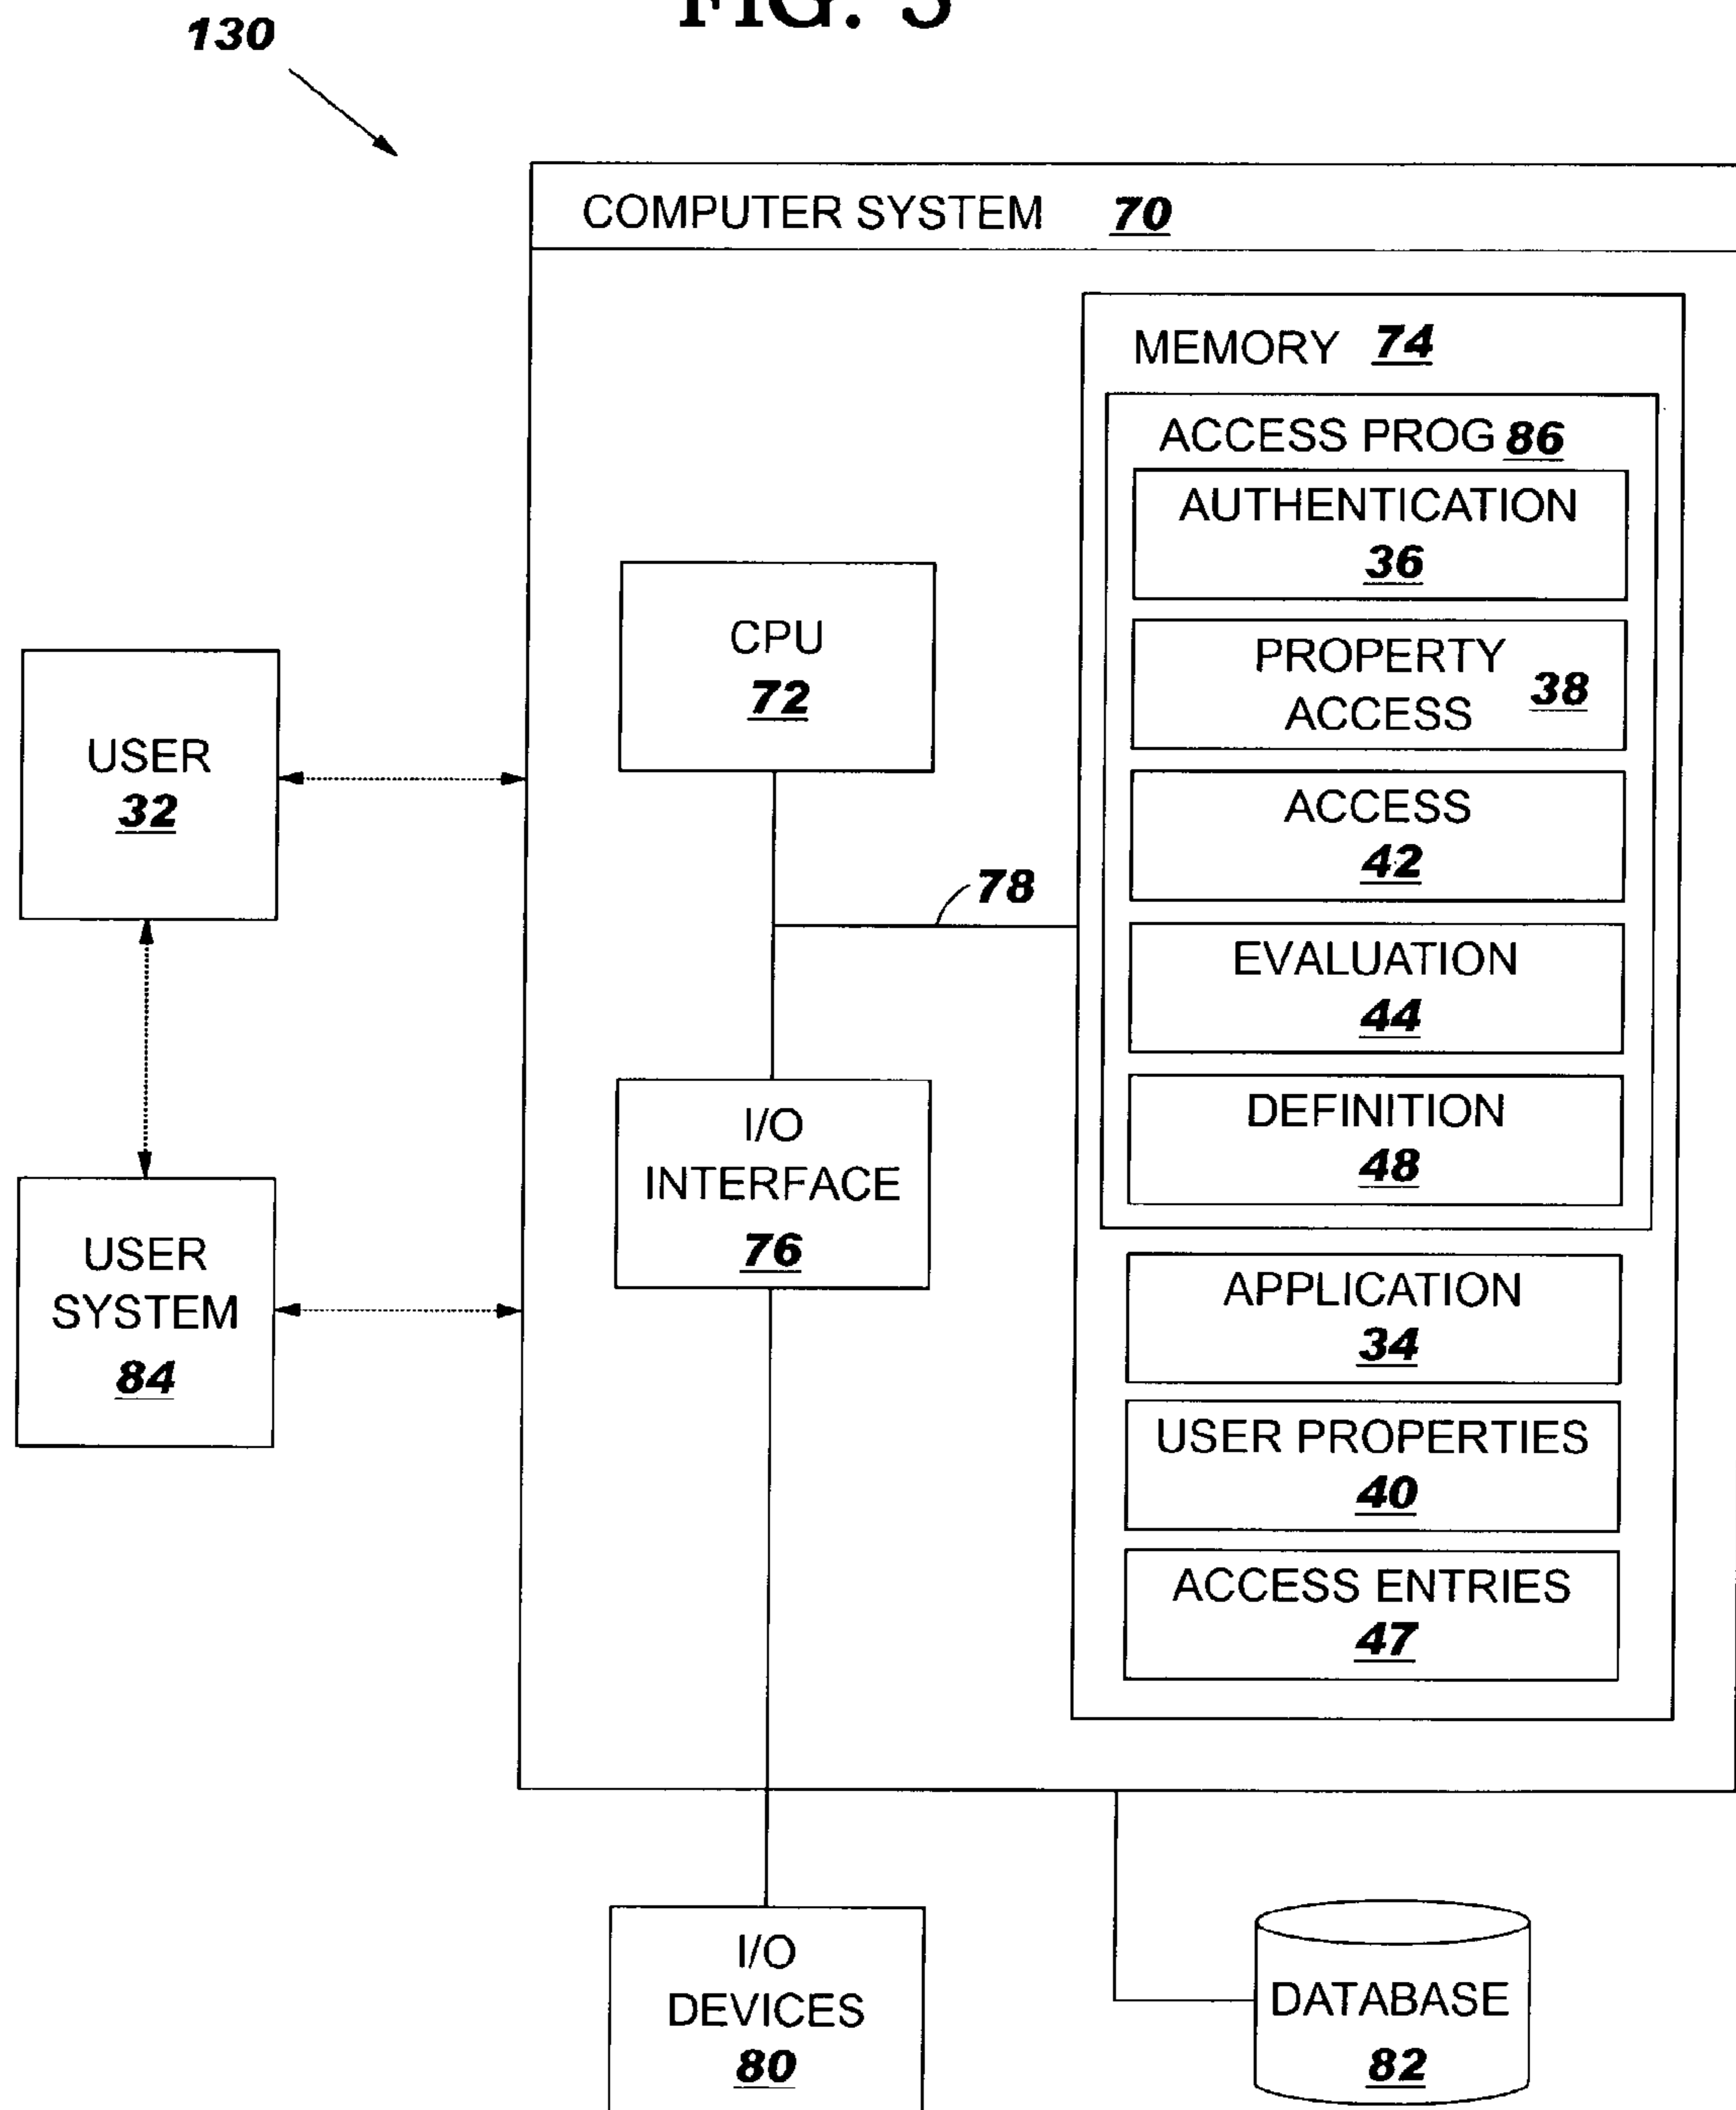 FIG. 5
130
COMPUTER SYSTEM 70
MEMORY 74
ACCESS PROG 86
AUTHENTICATION
36
PROPERTY
ACCESS 38
ACCESS
42
EVALUATION
44
DEFINITION
48
APPLICATION
34
USER PROPERTIES
40
ACCESS ENTRIES
47
CPU
72
78
I/O
INTERFACE
76
USER
32
USER
SYSTEM
84
I/O
DEVICES
80
DATABASE
82